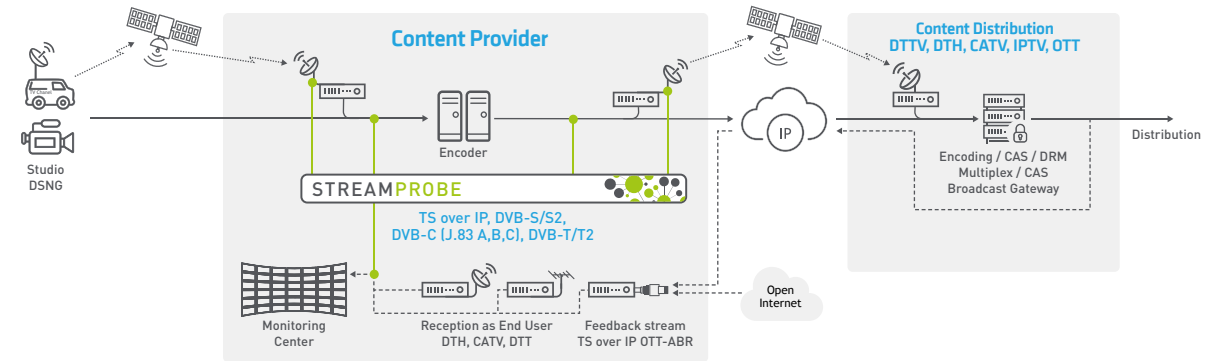 Content Provider
Content Distribution
DTTV, DTH, CATV, IPTV, OTT
TV Channel
Studio
DSNG
Encoder
IP
Encoding / CAS / DRM
Multiplex / CAS
Broadcast Gateway
Distribution
STREAMPROBE
TS over IP, DVB-S/S2,
DVB-C (J.83 A,B,C), DVB-T/T2
Monitoring
Center
Reception as End User
DTH, CATV, DTT
Feedback stream
TS over IP OTT-ABR
Open
Internet